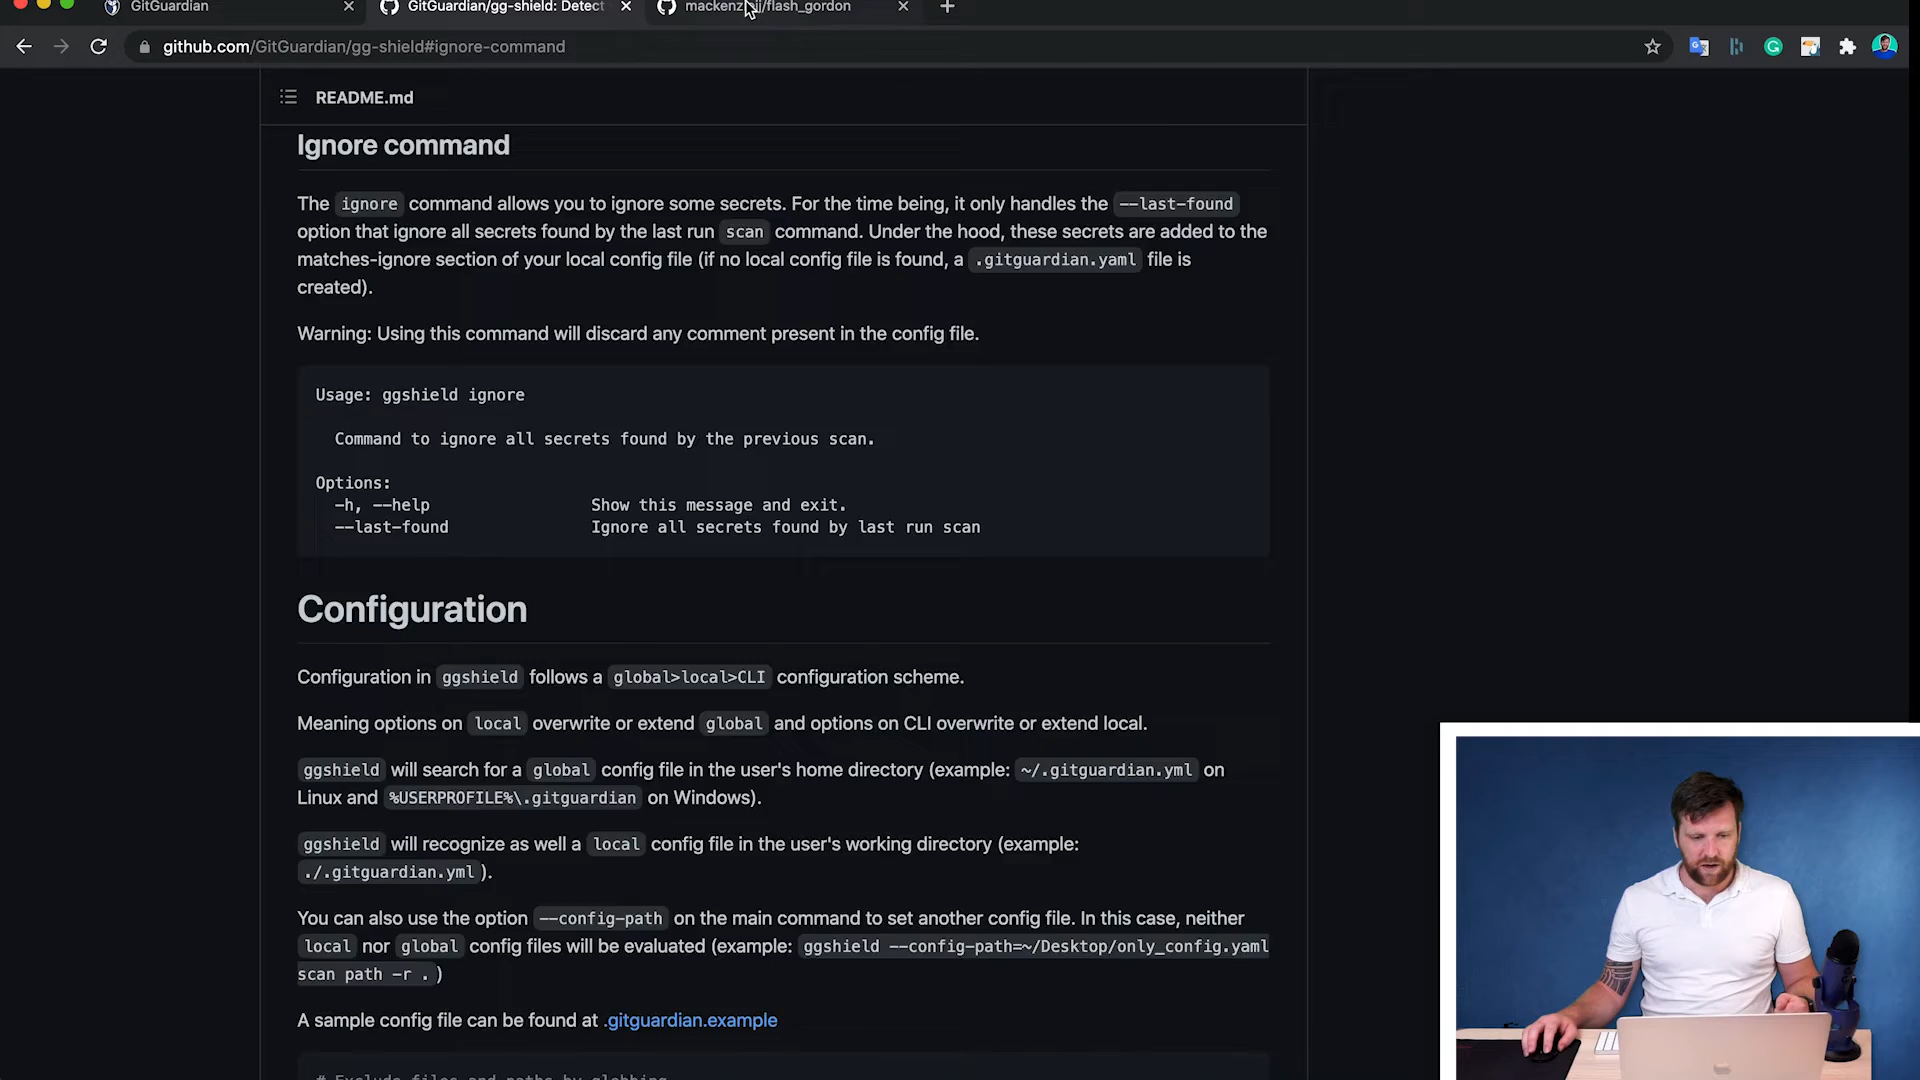 GitGuardian
GitGuardian/gg-shield: Detect
flash_gordon
github.com/GitGuardian/gg-shield#ignore-command
README.md
Ignore command
The ignore command allows you to ignore some secrets. For the time being, it only handles the --last-found
option that ignore all secrets found by the last run scan command. Under the hood, these secrets are added to the
matches-ignore section of your local config file (if no local config file is found, a .gitguardian.yaml file is
created).
Warning: Using this command will discard any comment present in the config file.
Usage: ggshield ignore
Command to ignore all secrets found by the previous scan.
Options:
-h, --help Show this message and exit.
--last-found Ignore all secrets found by last run scan
Configuration
Configuration in ggshield follows a global>local>CLI configuration scheme.
Meaning options on local overwrite or extend global and options on CLI overwrite or extend local.
ggshield will search for a global config file in the user's home directory (example: ~/.gitguardian.yml on
Linux and %USERPROFILE%\.gitguardian on Windows).
ggshield will recognize as well a local config file in the user's working directory (example:
./.gitguardian.yml ).
You can also use the option --config-path on the main command to set another config file. In this case, neither
local nor global config files will be evaluated (example: ggshield --config-path=~/Desktop/only_config.yaml
scan path -r . )
A sample config file can be found at .gitguardian.example
# Exclude files and paths by globbing